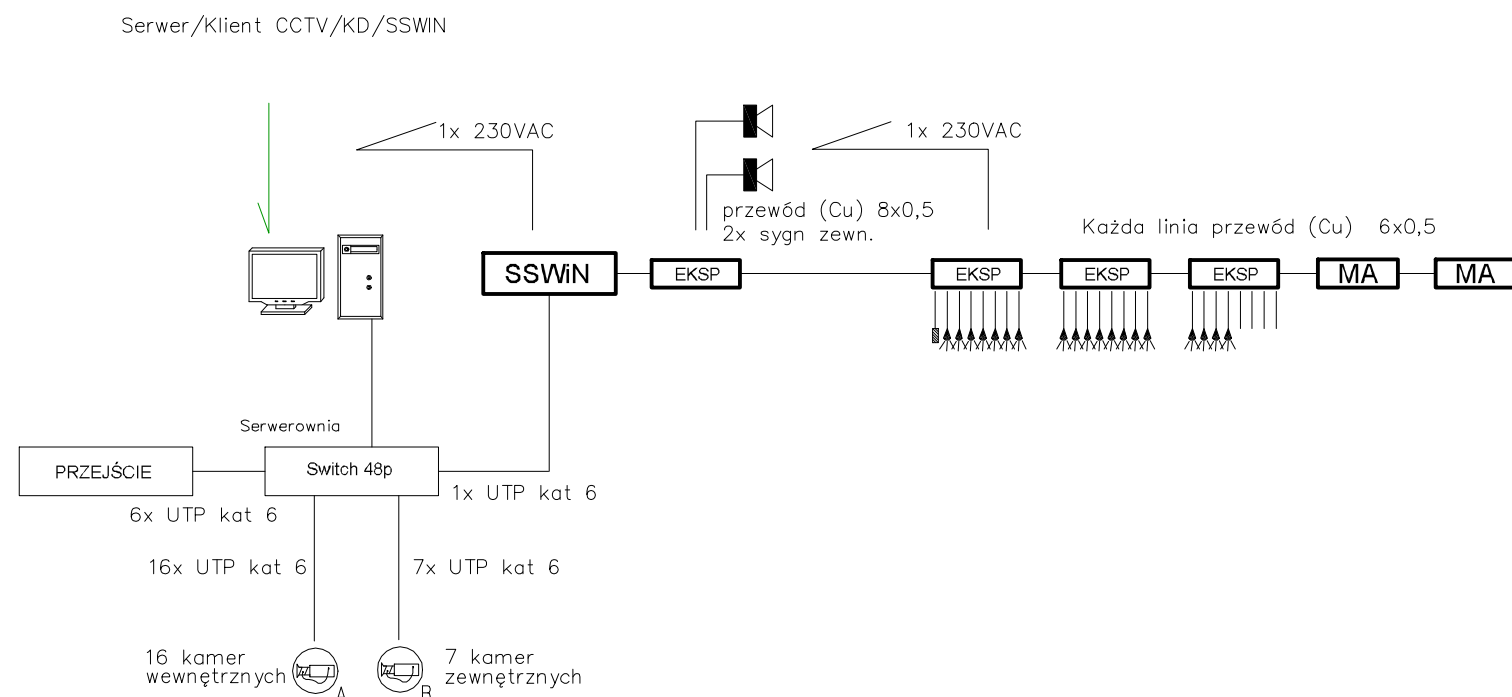 Serwer/Klient CCTV/KD/SSWIN
1x 230VAC
1x 230VAC
przewód (Cu) 8x0,5
2x sygn zewn.
Każda linia przewód (Cu) 6x0,5
SSWiN
EKSP
EKSP
EKSP
EKSP
MA
MA
Serwerownia
PRZEJŚCIE
Switch 48p
1x UTP kat 6
6x UTP kat 6
16x UTP kat 6
7x UTP kat 6
16 kamer
wewnętrznych
A
B
7 kamer
zewnętrznych